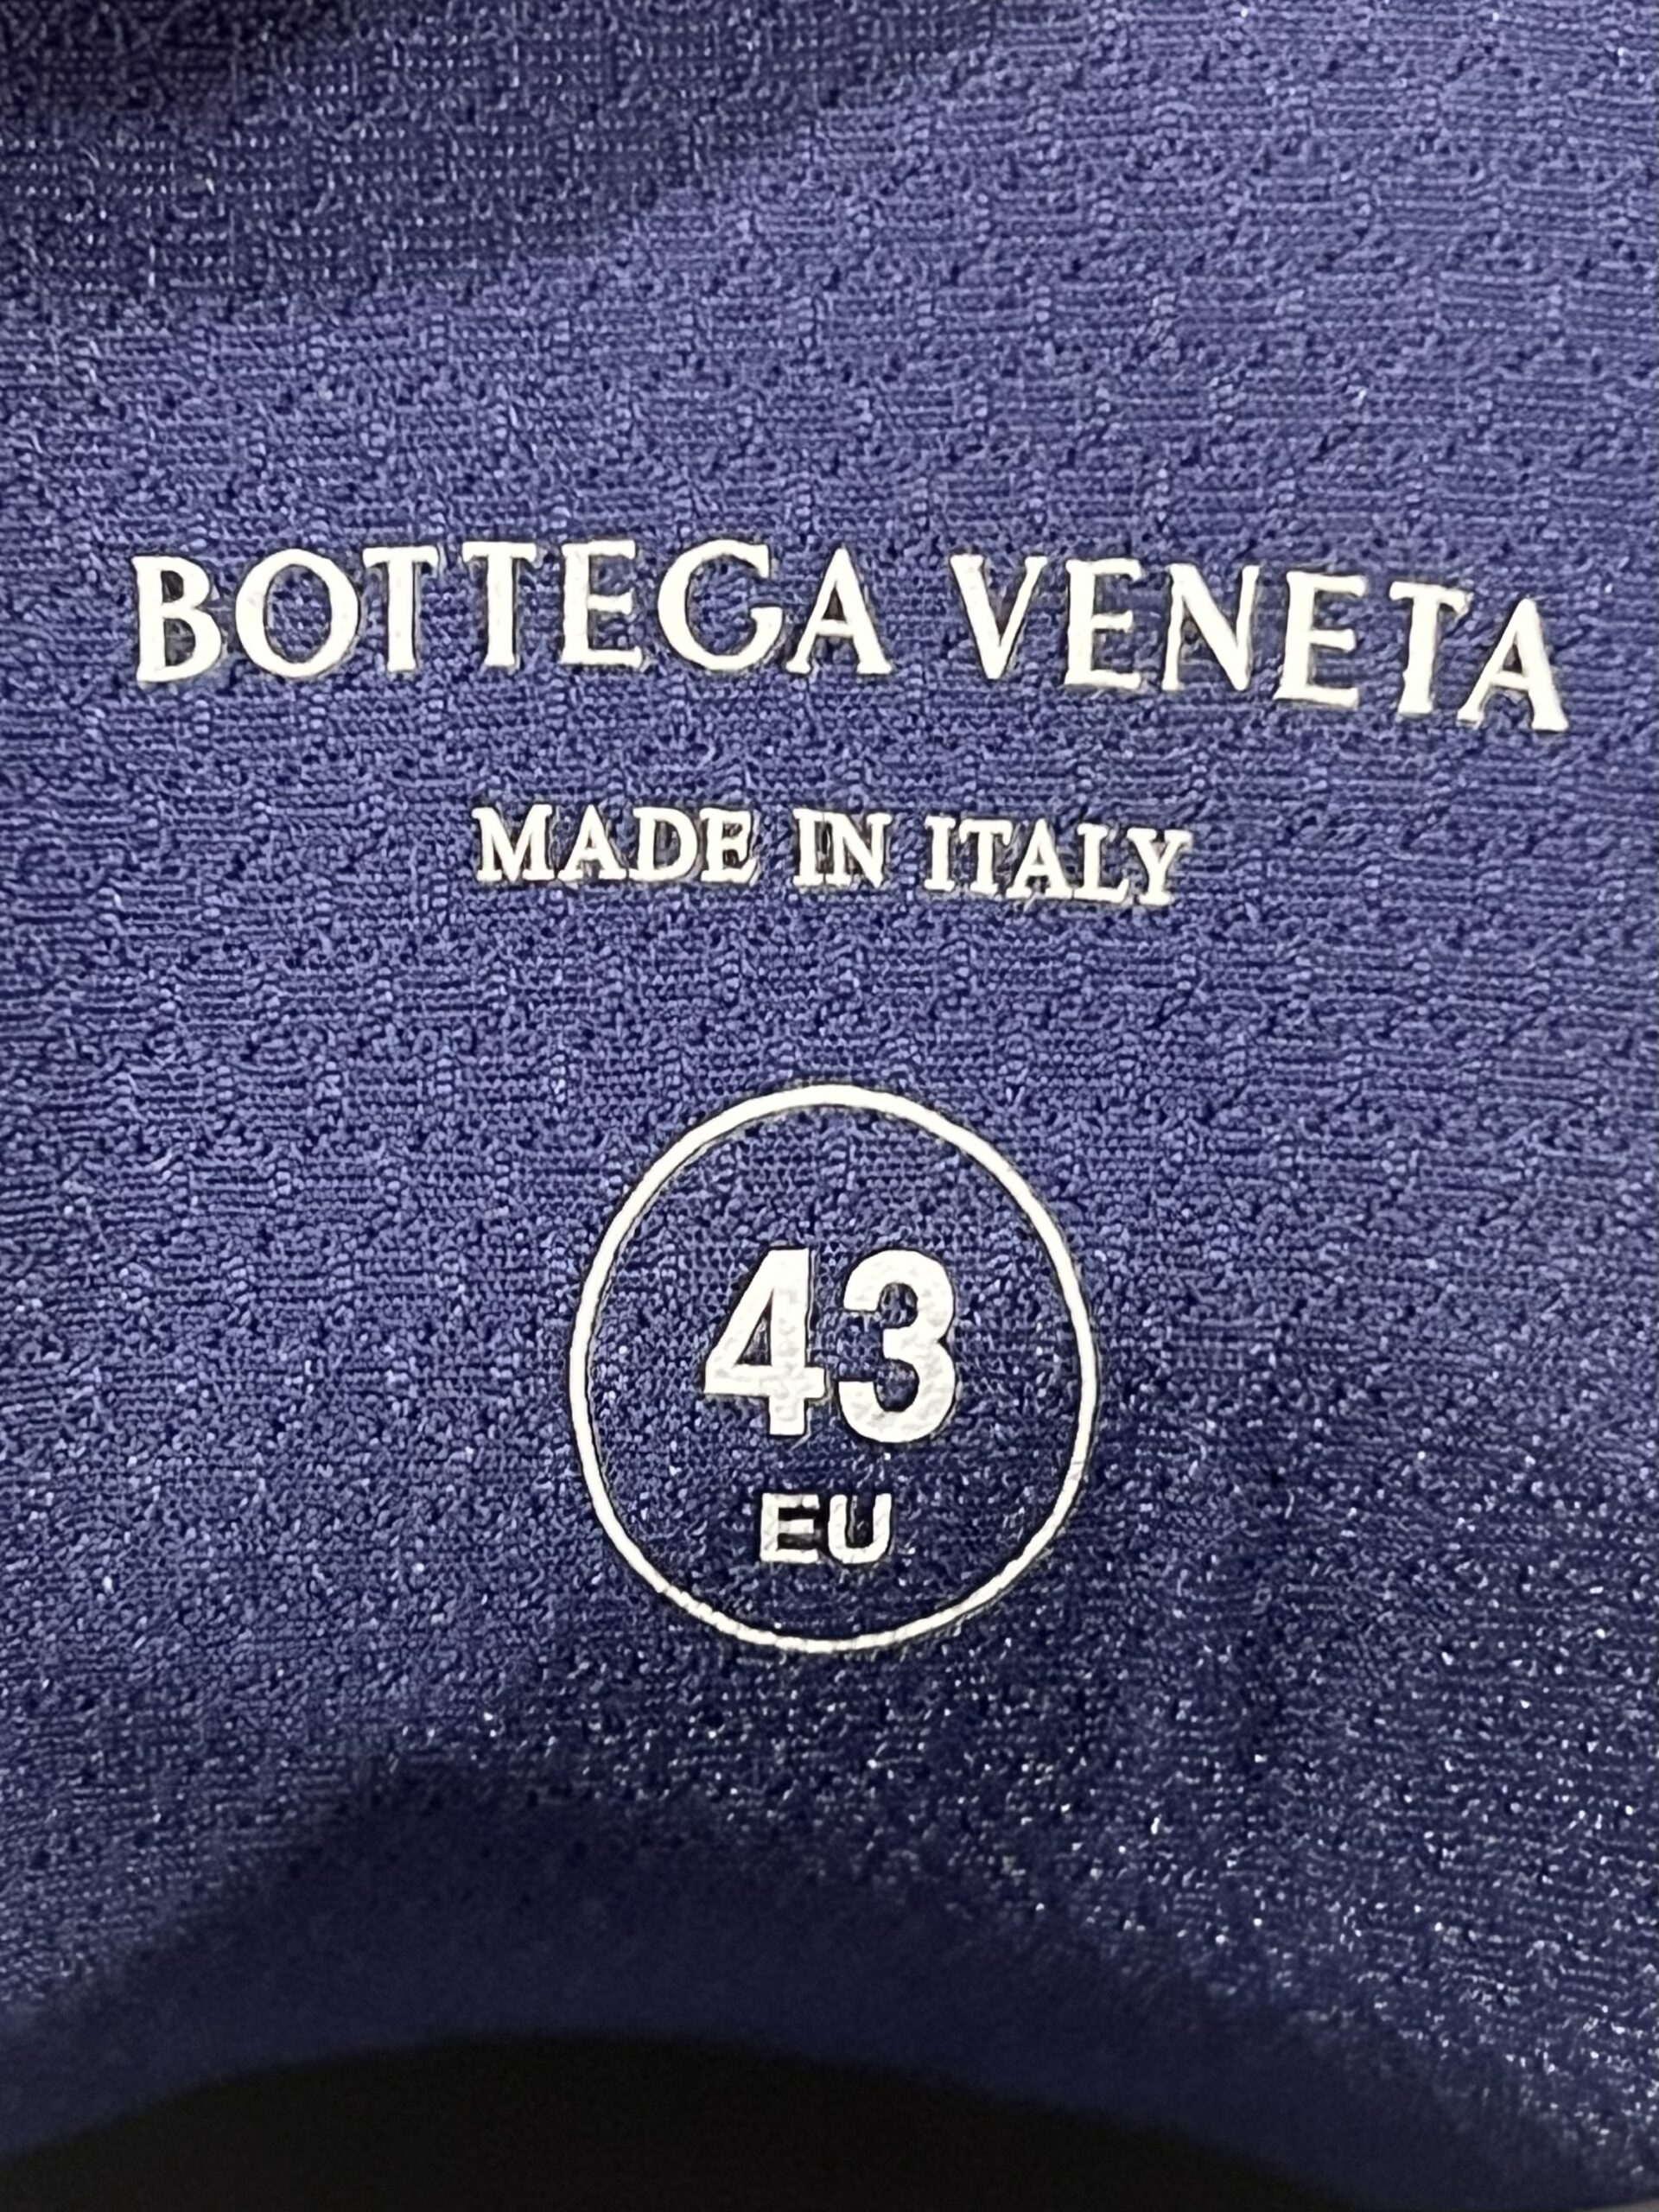 BOTTEGA VENETA
MADE IN ITALY
43
EU